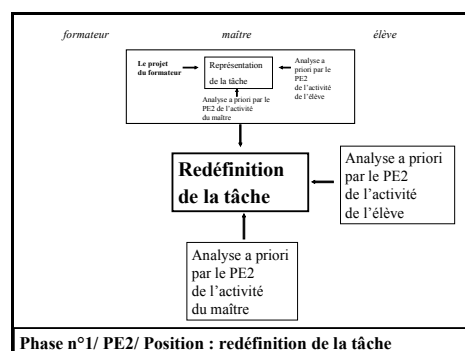 formateur maître élève
Le projet
du formateur
Représentation
de la tâche
Analyse a
priori par le
PE2
de l'activité
de l'élève
Analyse a priori par le
PE2 de l'activité
du maître
Redéfinition
de la tâche
Analyse a priori
par le PE2
de l'activité
de l'élève
Analyse a priori
par le PE2
de l'activité
du maître
Phase n°1/ PE2/ Position : redéfinition de la tâche